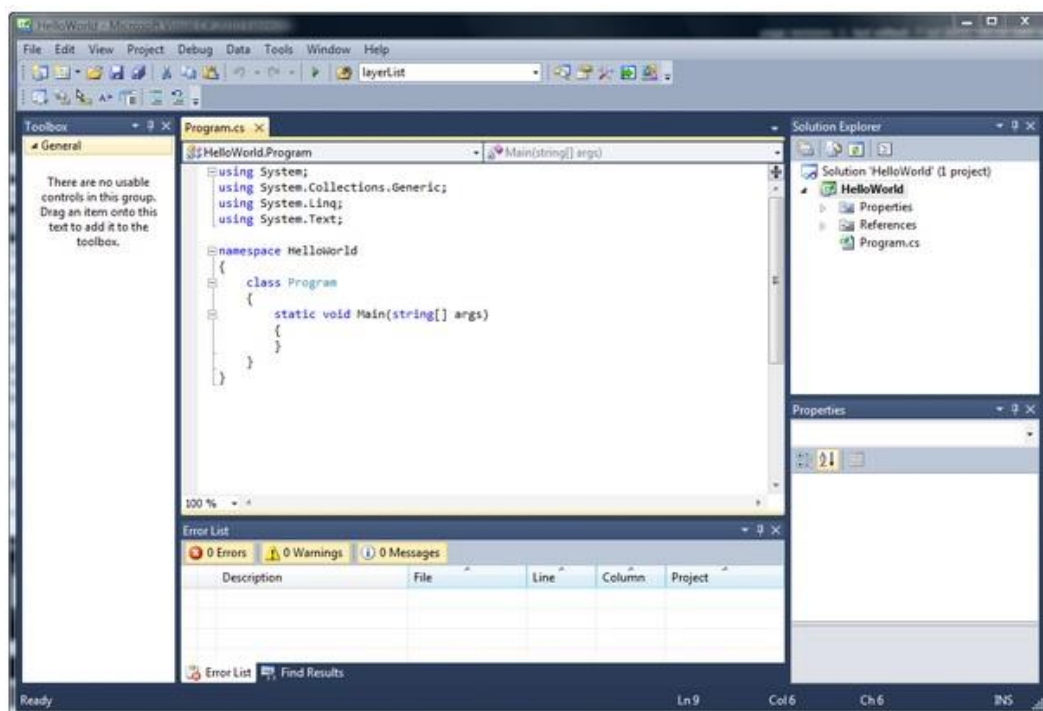 HelloWorld - Microsoft Visual C# 2010 Express
File Edit View Project Debug Data Tools Window Help
layerList
Toolbox
General
There are no usable
controls in this group.
Drag an item onto this
text to add it to the
toolbox.
Program.cs
HelloWorld.Program
Main(string[] args)
using System;
using System.Collections.Generic;
using System.Linq;
using System.Text;
namespace HelloWorld
{
class Program
{
static void Main(string[] args)
{
}
}
}
100 %
Error List
0 Errors 0 Warnings 0 Messages
Description File Line Column Project
Error List Find Results
Solution Explorer
Solution 'HelloWorld' (1 project)
HelloWorld
Properties
References
Program.cs
Properties
Ready Ln 9 Col 6 Ch 6 INS